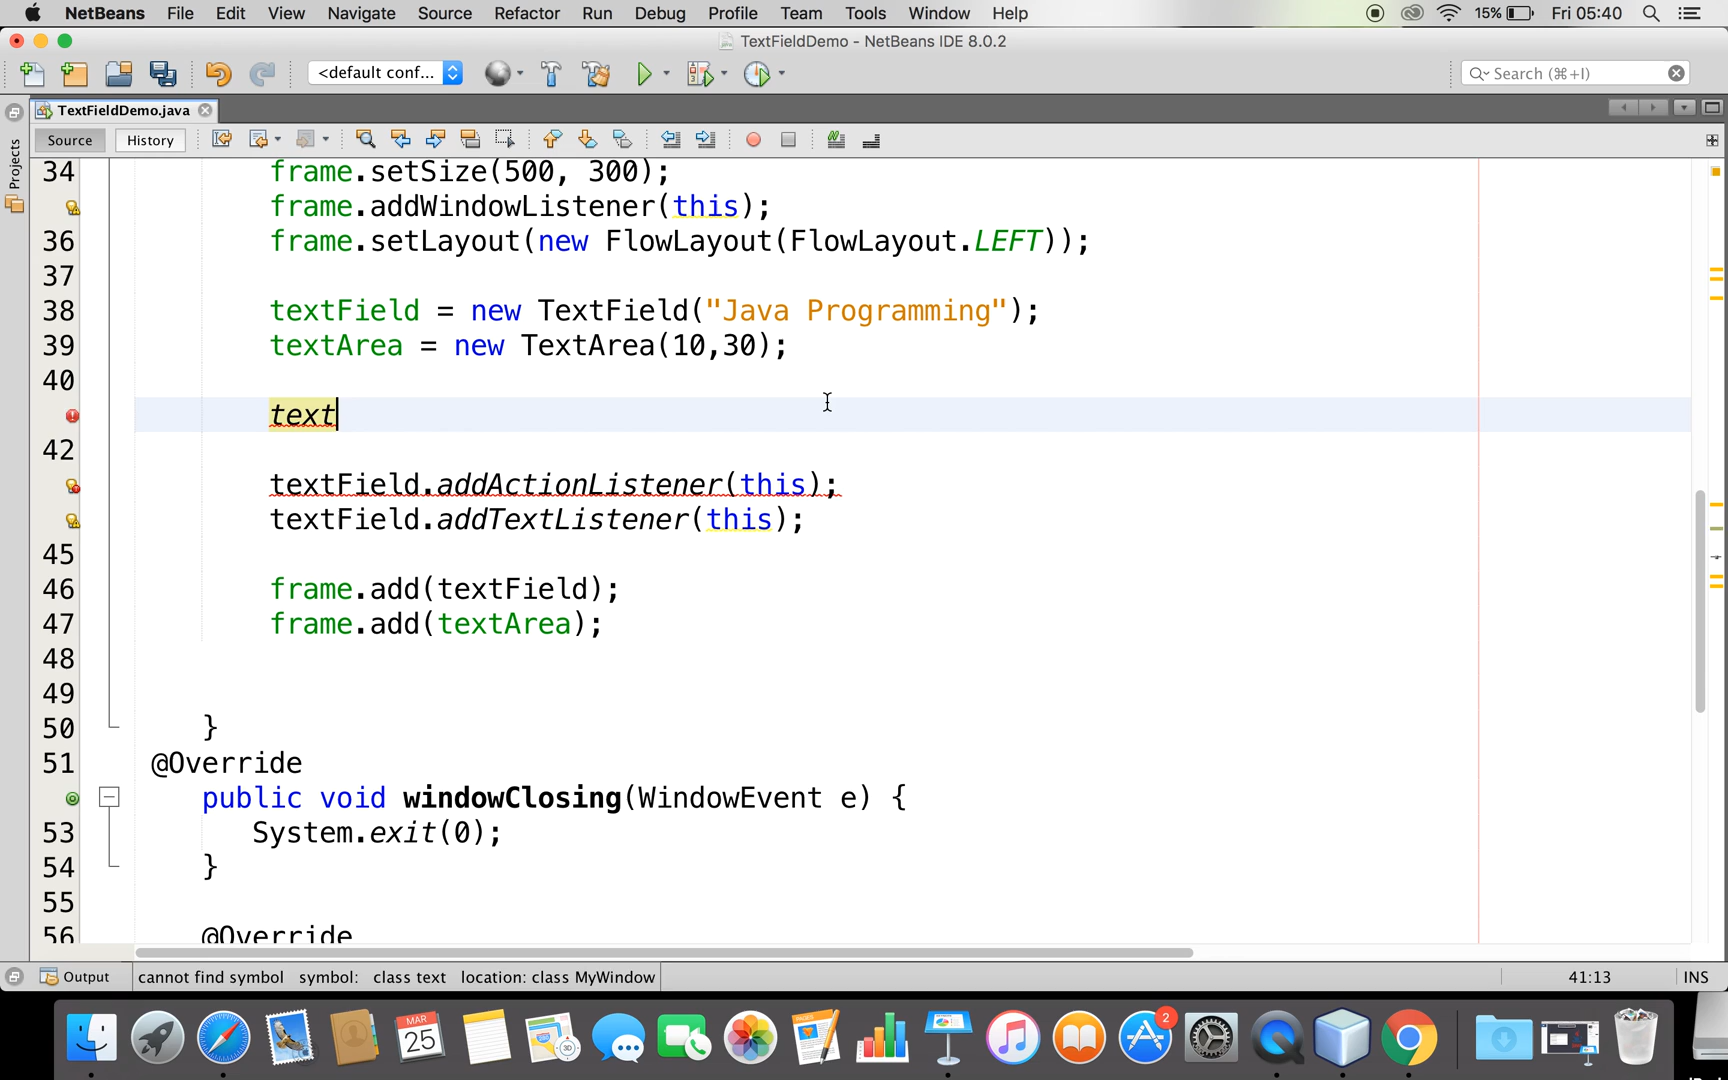 NetBeans File Edit View Navigate Source Refactor Run Debug Profile Team Tools Window Help 15% Fri 05:40
TextFieldDemo - NetBeans IDE 8.0.2
<default conf... Search (⌘+I)
TextFieldDemo.java
Source History
Projects
34 frame.setSize(500, 300);
frame.addWindowListener(this);
36 frame.setLayout(new FlowLayout(FlowLayout.LEFT));
37
38 textField = new TextField("Java Programming");
39 textArea = new TextArea(10,30);
40
text
42
textField.addActionListener(this);
textField.addTextListener(this);
45
46 frame.add(textField);
47 frame.add(textArea);
48
49
50 }
51 @Override
public void windowClosing(WindowEvent e) {
53 System.exit(0);
54 }
55
56 @Override
Output cannot find symbol symbol: class text location: class MyWindow 41:13 INS
MAR
25
2